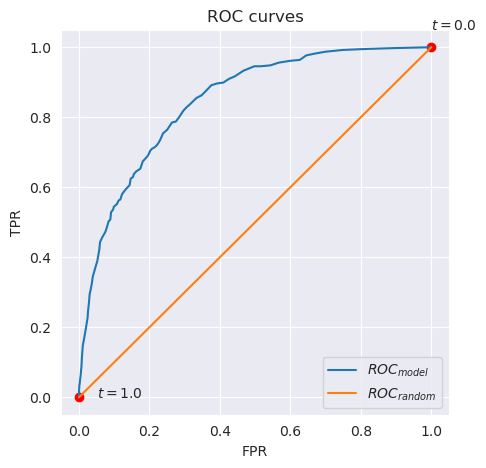 ROC curves
t = 0.0
1.0
0.8
0.6
0.4
0.2
0.0
TPR
t = 1.0
ROC_model
ROC_random
0.0 0.2 0.4 0.6 0.8 1.0
FPR